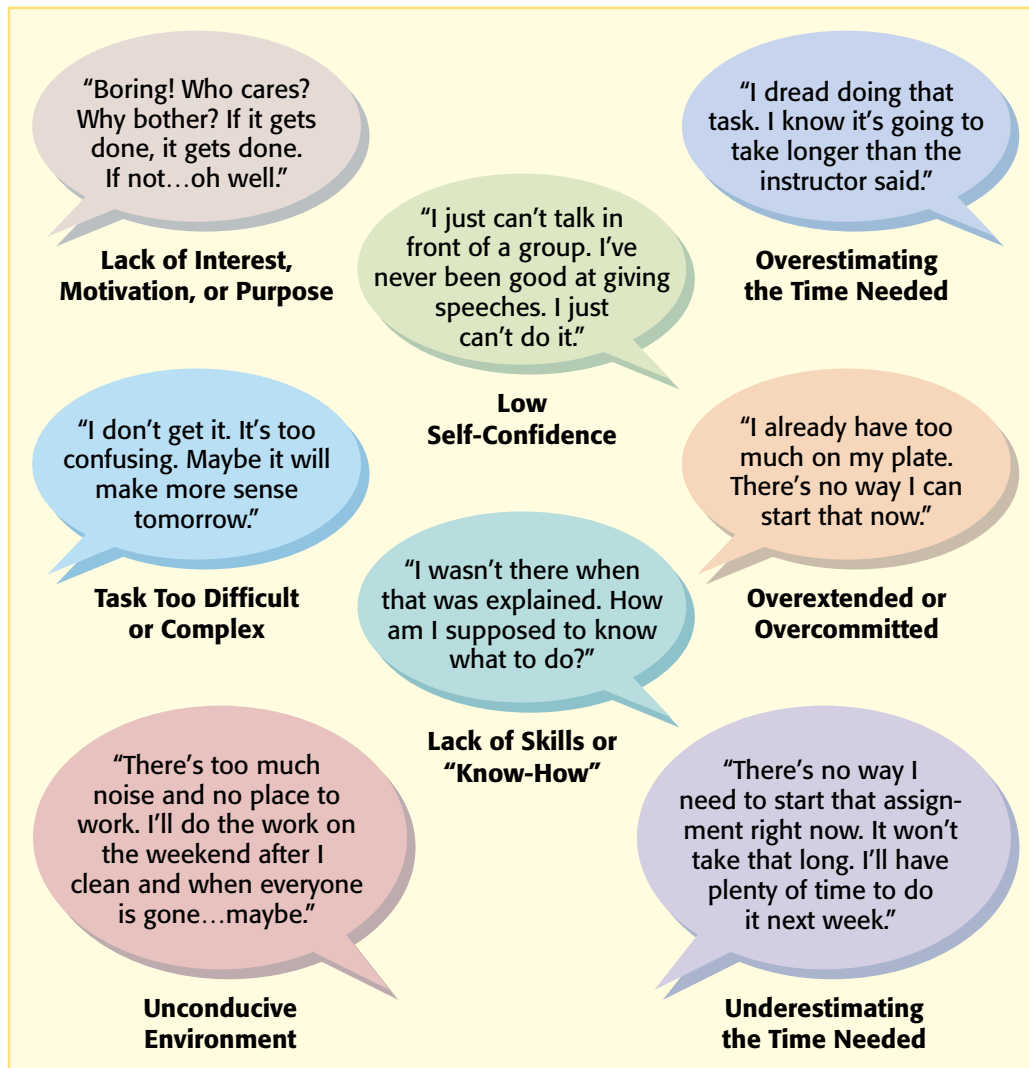 “Boring! Who cares?
Why bother? If it gets
done, it gets done.
If not…oh well.”
Lack of Interest,
Motivation, or Purpose
“I just can’t talk in
front of a group. I’ve
never been good at giving
speeches. I just
can’t do it.”
Low
Self-Confidence
“I dread doing that
task. I know it’s going to
take longer than the
instructor said.”
Overestimating
the Time Needed
“I don’t get it. It’s too
confusing. Maybe it will
make more sense
tomorrow.”
Task Too Difficult
or Complex
“I wasn’t there when
that was explained. How
am I supposed to know
what to do?”
Lack of Skills or
“Know-How”
“I already have too
much on my plate.
There’s no way I can
start that now.”
Overextended or
Overcommitted
“There’s too much
noise and no place to
work. I’ll do the work on
the weekend after I
clean and when everyone
is gone…maybe.”
Unconducive
Environment
“There’s no way I
need to start that assign-
ment right now. It won’t
take that long. I’ll have
plenty of time to do
it next week.”
Underestimating
the Time Needed